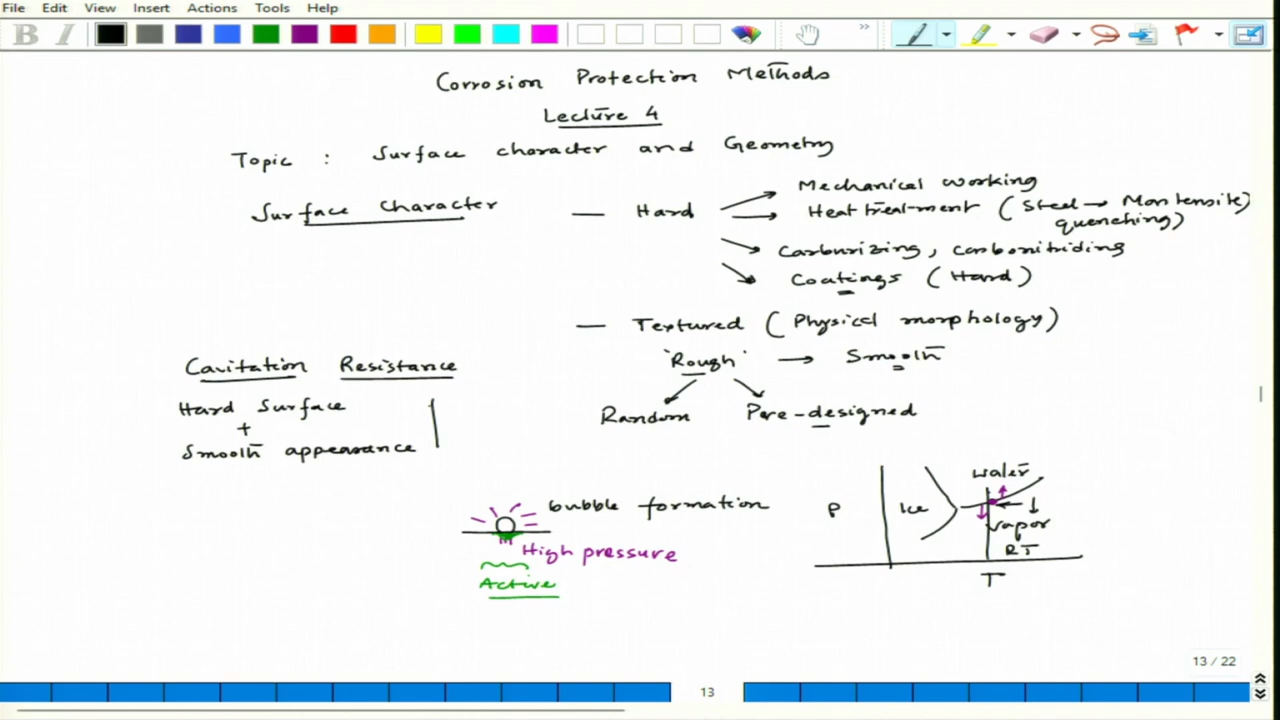 File Edit View Insert Actions Tools Help
B I
Corrosion Protection Methods
Lecture 4
Topic : Surface character and Geometry
Surface Character — Hard
Mechanical working
Heat treatment (Steel → Martensite)
quenching)
Carburizing, carbonitriding
Coatings (Hard)
— Textured (Physical morphology)
'Rough' → Smooth
Random Pre-designed
Cavitation Resistance
Hard Surface
+
Smooth appearance
bubble formation
High pressure
Active
P Ice water
vapor
RT
T
13 / 22
13